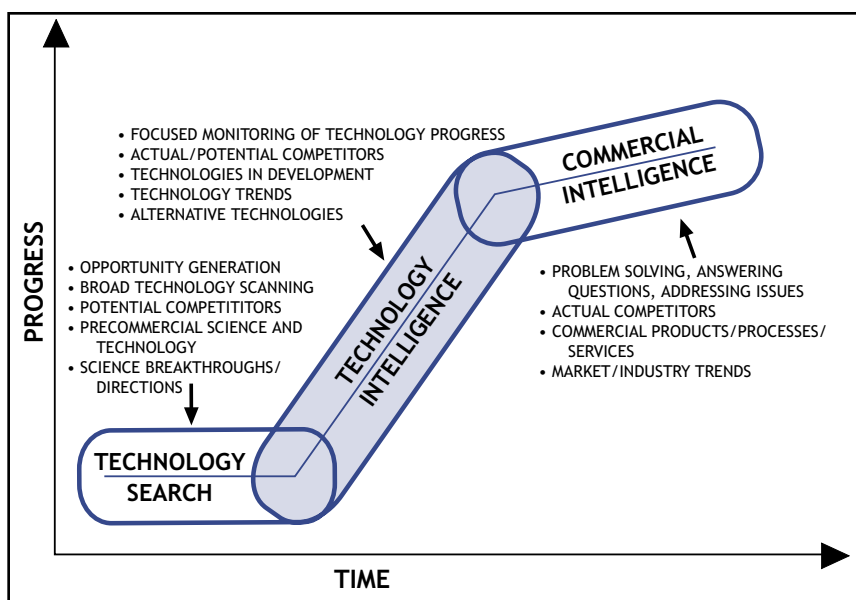 • FOCUSED MONITORING OF TECHNOLOGY PROGRESS
• ACTUAL/POTENTIAL COMPETITORS
• TECHNOLOGIES IN DEVELOPMENT
• TECHNOLOGY TRENDS
• ALTERNATIVE TECHNOLOGIES
COMMERCIAL
INTELLIGENCE
PROGRESS
• OPPORTUNITY GENERATION
• BROAD TECHNOLOGY SCANNING
• POTENTIAL COMPETITITORS
• PRECOMMERCIAL SCIENCE AND
TECHNOLOGY
• SCIENCE BREAKTHROUGHS/
DIRECTIONS
TECHNOLOGY
INTELLIGENCE
• PROBLEM SOLVING, ANSWERING
QUESTIONS, ADDRESSING ISSUES
• ACTUAL COMPETITORS
• COMMERCIAL PRODUCTS/PROCESSES/
SERVICES
• MARKET/INDUSTRY TRENDS
TECHNOLOGY
SEARCH
TIME